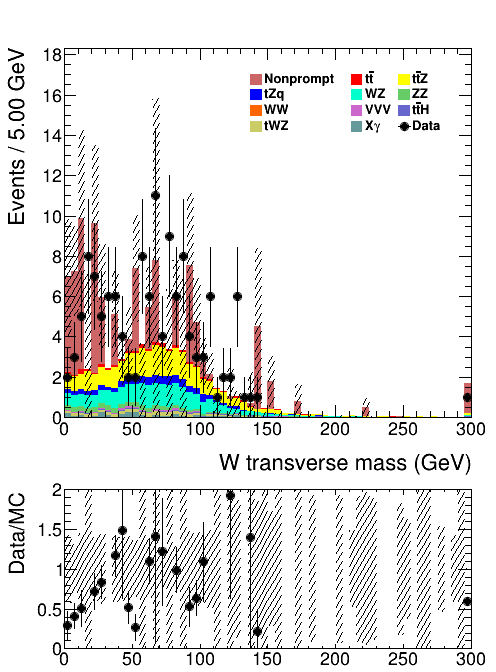 Events / 5.00 GeV
18
16
14
12
10
8
6
4
2
0
Nonprompt tt̄ tt̄Z
tZq WZ ZZ
WW VVV tt̄H
tWZ Xγ Data
0 50 100 150 200 250 300
W transverse mass (GeV)
Data/MC
2
1.5
1
0.5
0
0 50 100 150 200 250 300